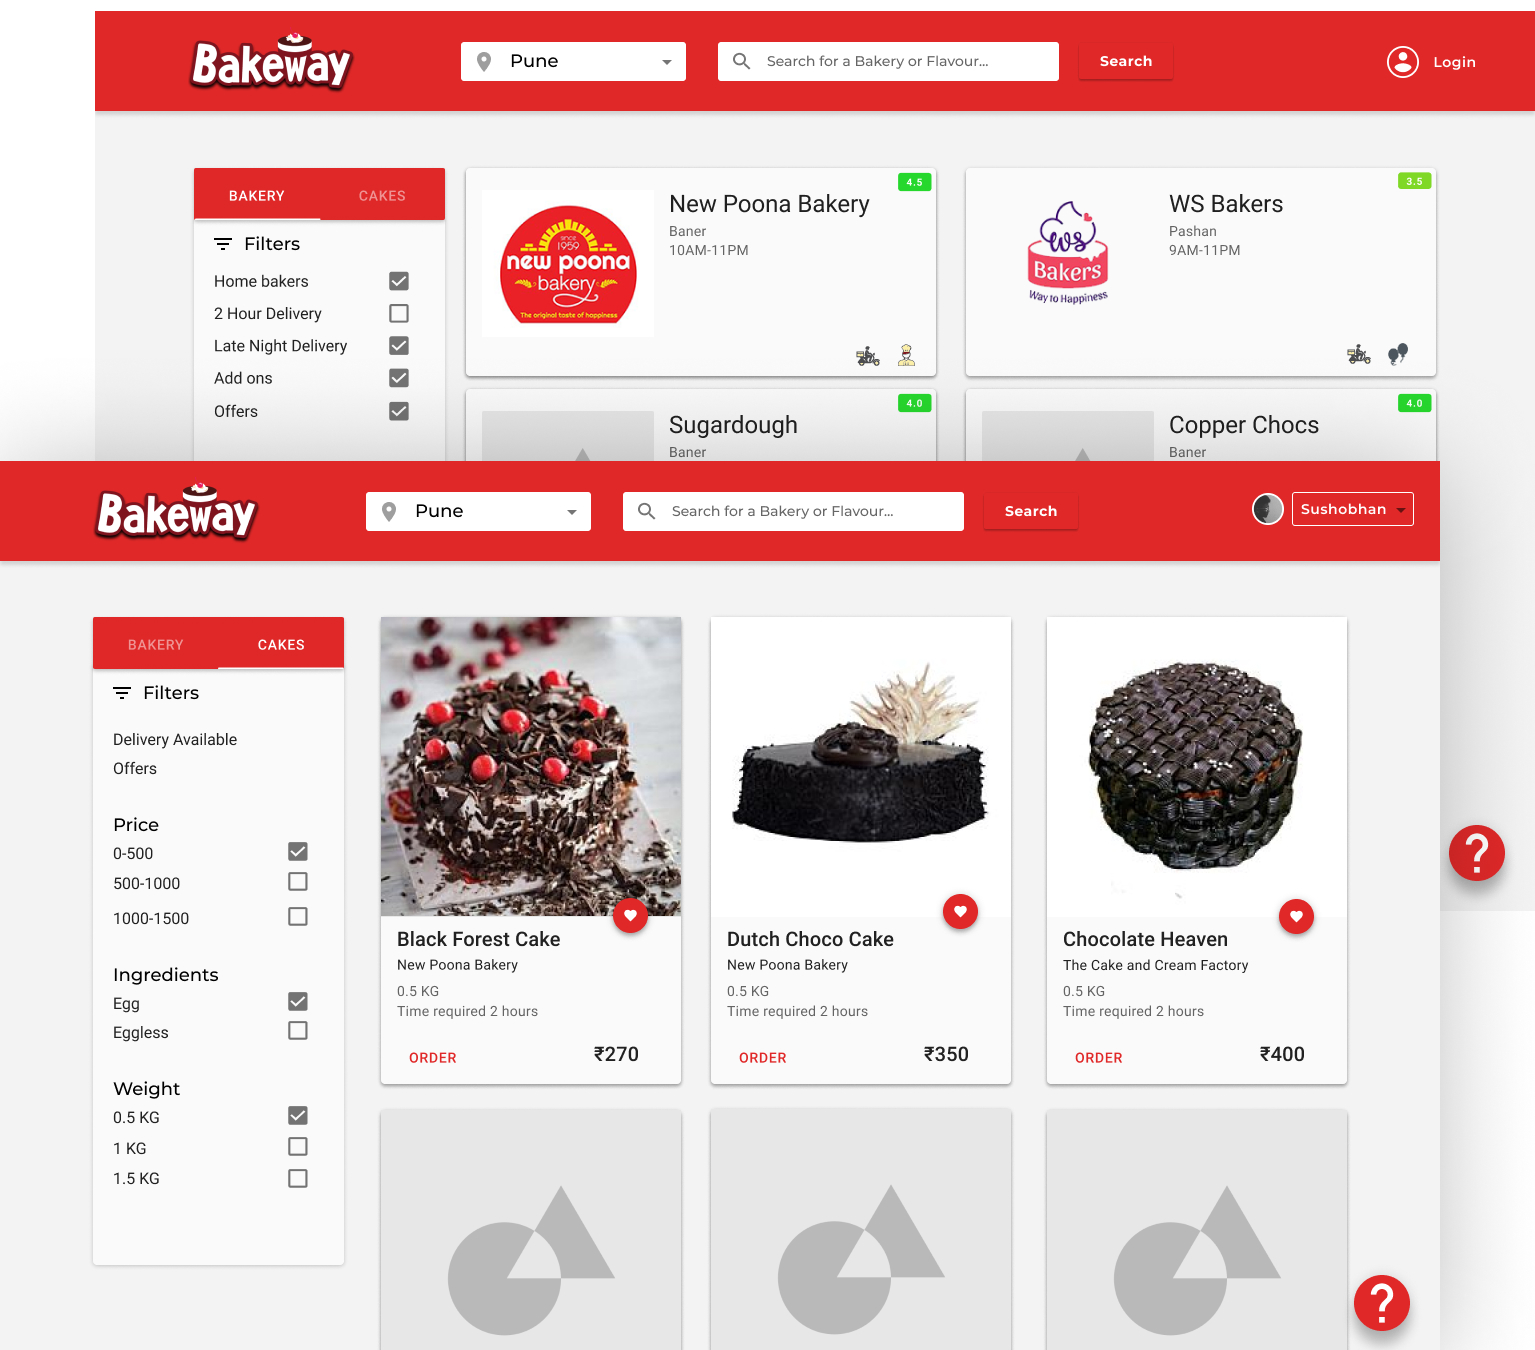 Bakeway
Pune
Search for a Bakery or Flavour...
Search
Login
BAKERY
CAKES
Filters
Home bakers
2 Hour Delivery
Late Night Delivery
Add ons
Offers
4.5
since
1959
new poona
bakery
The original taste of happiness
New Poona Bakery
Baner
10AM-11PM
3.5
ws
Bakers
Way to Happiness
WS Bakers
Pashan
9AM-11PM
4.0
Sugardough
Baner
4.0
Copper Chocs
Baner
Bakeway
Pune
Search for a Bakery or Flavour...
Search
Sushobhan
BAKERY
CAKES
Filters
Delivery Available
Offers
Price
0-500
500-1000
1000-1500
Ingredients
Egg
Eggless
Weight
0.5 KG
1 KG
1.5 KG
Black Forest Cake
New Poona Bakery
0.5 KG
Time required 2 hours
ORDER
₹270
Dutch Choco Cake
New Poona Bakery
0.5 KG
Time required 2 hours
ORDER
₹350
Chocolate Heaven
The Cake and Cream Factory
0.5 KG
Time required 2 hours
ORDER
₹400
?
?